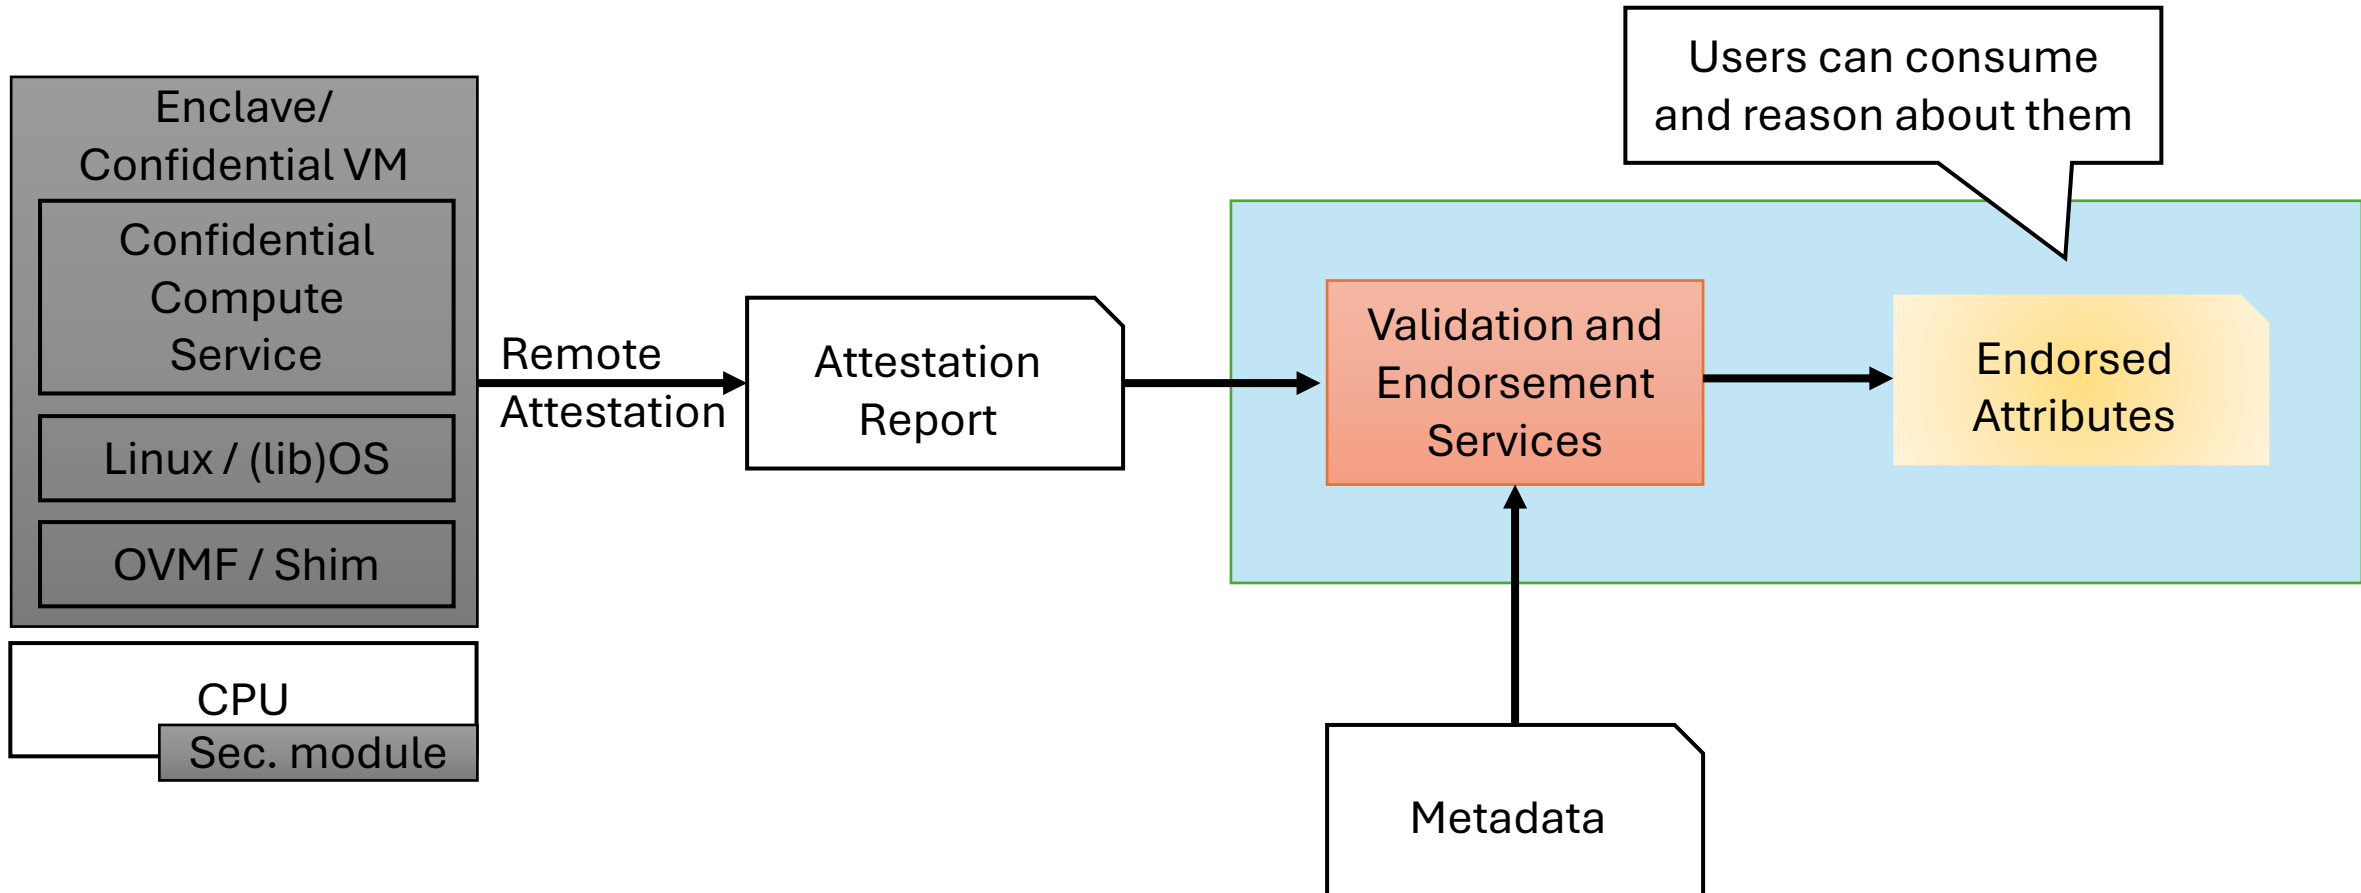 Enclave/
Confidential VM
Confidential
Compute
Service
Linux / (lib)OS
OVMF / Shim
CPU
Sec. module
Remote
Attestation
Attestation
Report
Validation and
Endorsement
Services
Metadata
Users can consume
and reason about them
Endorsed
Attributes